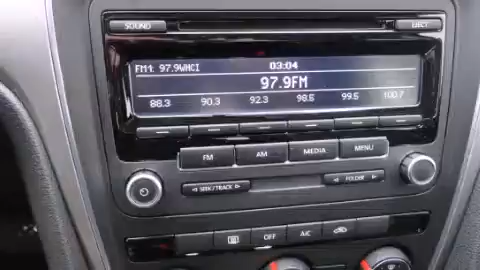 SOUND EJECT
FM1: 97.9WHCI 03:04
97.9FM
88.3 90.3 92.3 98.5 99.5 100.7
FM AM MEDIA MENU
SEEK/TRACK FOLDER
OFF A/C